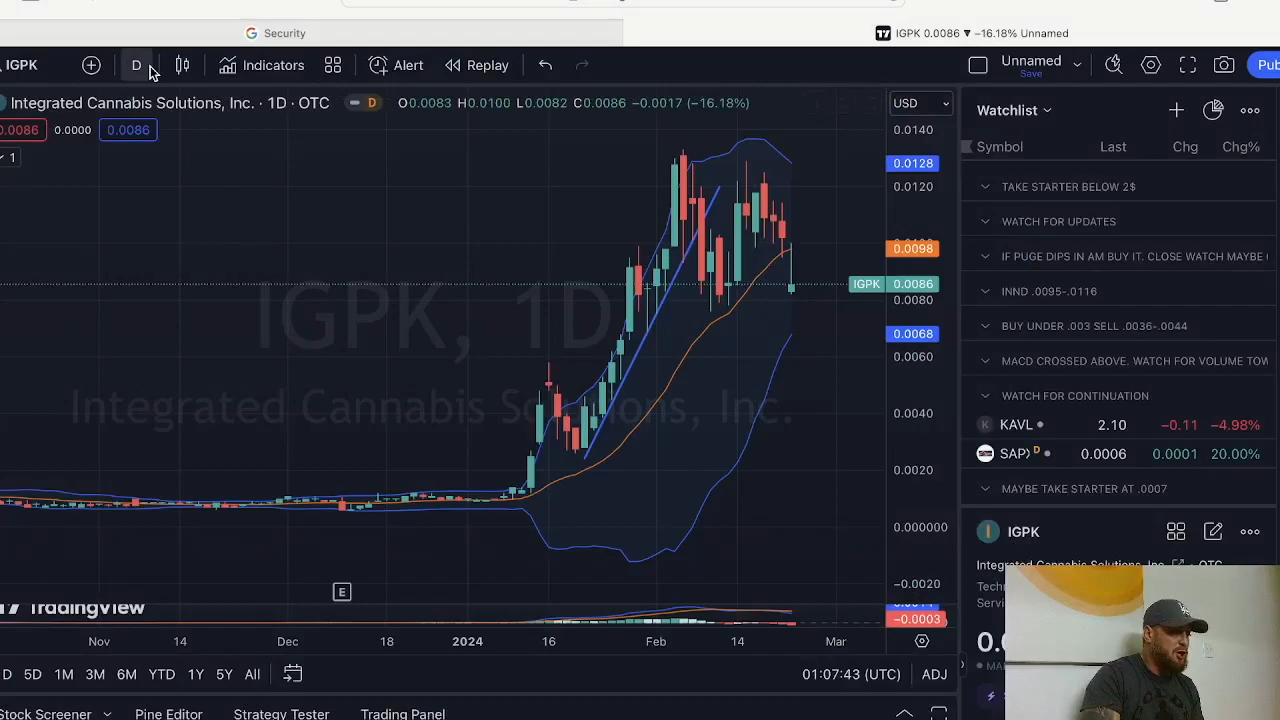 Security
IGPK 0.0086 ▼ −16.18% Unnamed
IGPK
D
Indicators
Alert
Replay
Unnamed
Save
Pub
Integrated Cannabis Solutions, Inc. · 1D · OTC
D
O0.0083 H0.0100 L0.0082 C0.0086 −0.0017 (−16.18%)
USD
0.0086
0.0000
0.0086
1
0.0140
0.0128
0.0120
0.0098
IGPK 0.0086
0.0080
0.0068
0.0060
0.0040
0.0020
0.000000
−0.0020
−0.0003
IGPK, 1D
Integrated Cannabis Solutions, Inc.
E
TradingView
Nov 14 Dec 18 2024 16 Feb 14 Mar
D 5D 1M 3M 6M YTD 1Y 5Y All
01:07:43 (UTC)
ADJ
Stock Screener
Pine Editor
Strategy Tester
Trading Panel
Watchlist
Symbol Last Chg Chg%
TAKE STARTER BELOW 2$
WATCH FOR UPDATES
IF PUGE DIPS IN AM BUY IT. CLOSE WATCH MAYBE
INND .0095-.0116
BUY UNDER .003 SELL .0036-.0044
MACD CROSSED ABOVE. WATCH FOR VOLUME TOW
WATCH FOR CONTINUATION
K KAVL 2.10 −0.11 −4.98%
SAPX D 0.0006 0.0001 20.00%
MAYBE TAKE STARTER AT .0007
IGPK
Integrated Cannabis Solutions, Inc. OTC